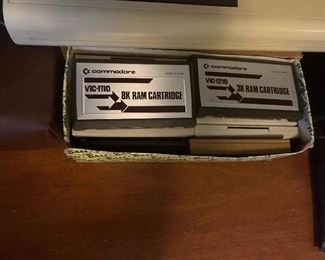 commodore
VIC-1110
8K RAM CARTRIDGE
commodore
VIC-1210
3K RAM CARTRIDGE